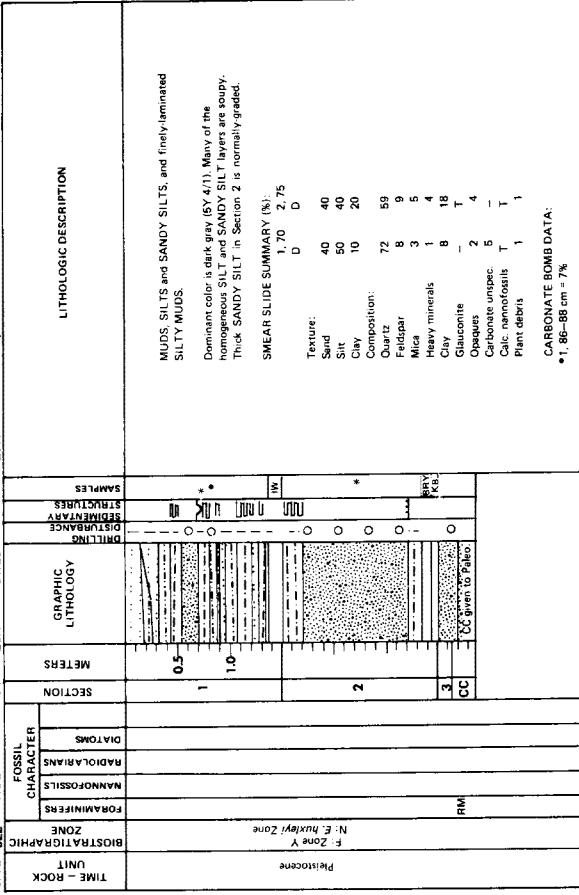 TIME – ROCK
UNIT
BIOSTRATIGRAPHIC
ZONE
FOSSIL
CHARACTER
FORAMINIFERS
NANNOFOSSILS
RADIOLARIANS
DIATOMS
SECTION
METERS
GRAPHIC
LITHOLOGY
DRILLING
DISTURBANCE
SEDIMENTARY
STRUCTURES
SAMPLES
LITHOLOGIC DESCRIPTION
Pleistocene
F: Zone Y
N: E. huxleyi Zone
RM
1
2
3
CC
0.5
1.0
CC given to Paleo.
*
•
IW
*
BRY
KB
MUDS, SILTS and SANDY SILTS, and finely-laminated
SILTY MUDS.
Dominant color is dark gray (5Y 4/1). Many of the
homogeneous SILT and SANDY SILT layers are soupy.
Thick SANDY SILT in Section 2 is normally-graded.
SMEAR SLIDE SUMMARY (%):
1, 70 2, 75
D D
Texture:
Sand 40 40
Silt 50 40
Clay 10 20
Composition:
Quartz 72 59
Feldspar 8 9
Mica 3 5
Heavy minerals 1 4
Clay 8 18
Glauconite – T
Opaques 2 4
Carbonate unspec. 5 –
Calc. nannofossils T T
Plant debris 1 1
CARBONATE BOMB DATA:
•1, 86–88 cm = 7%